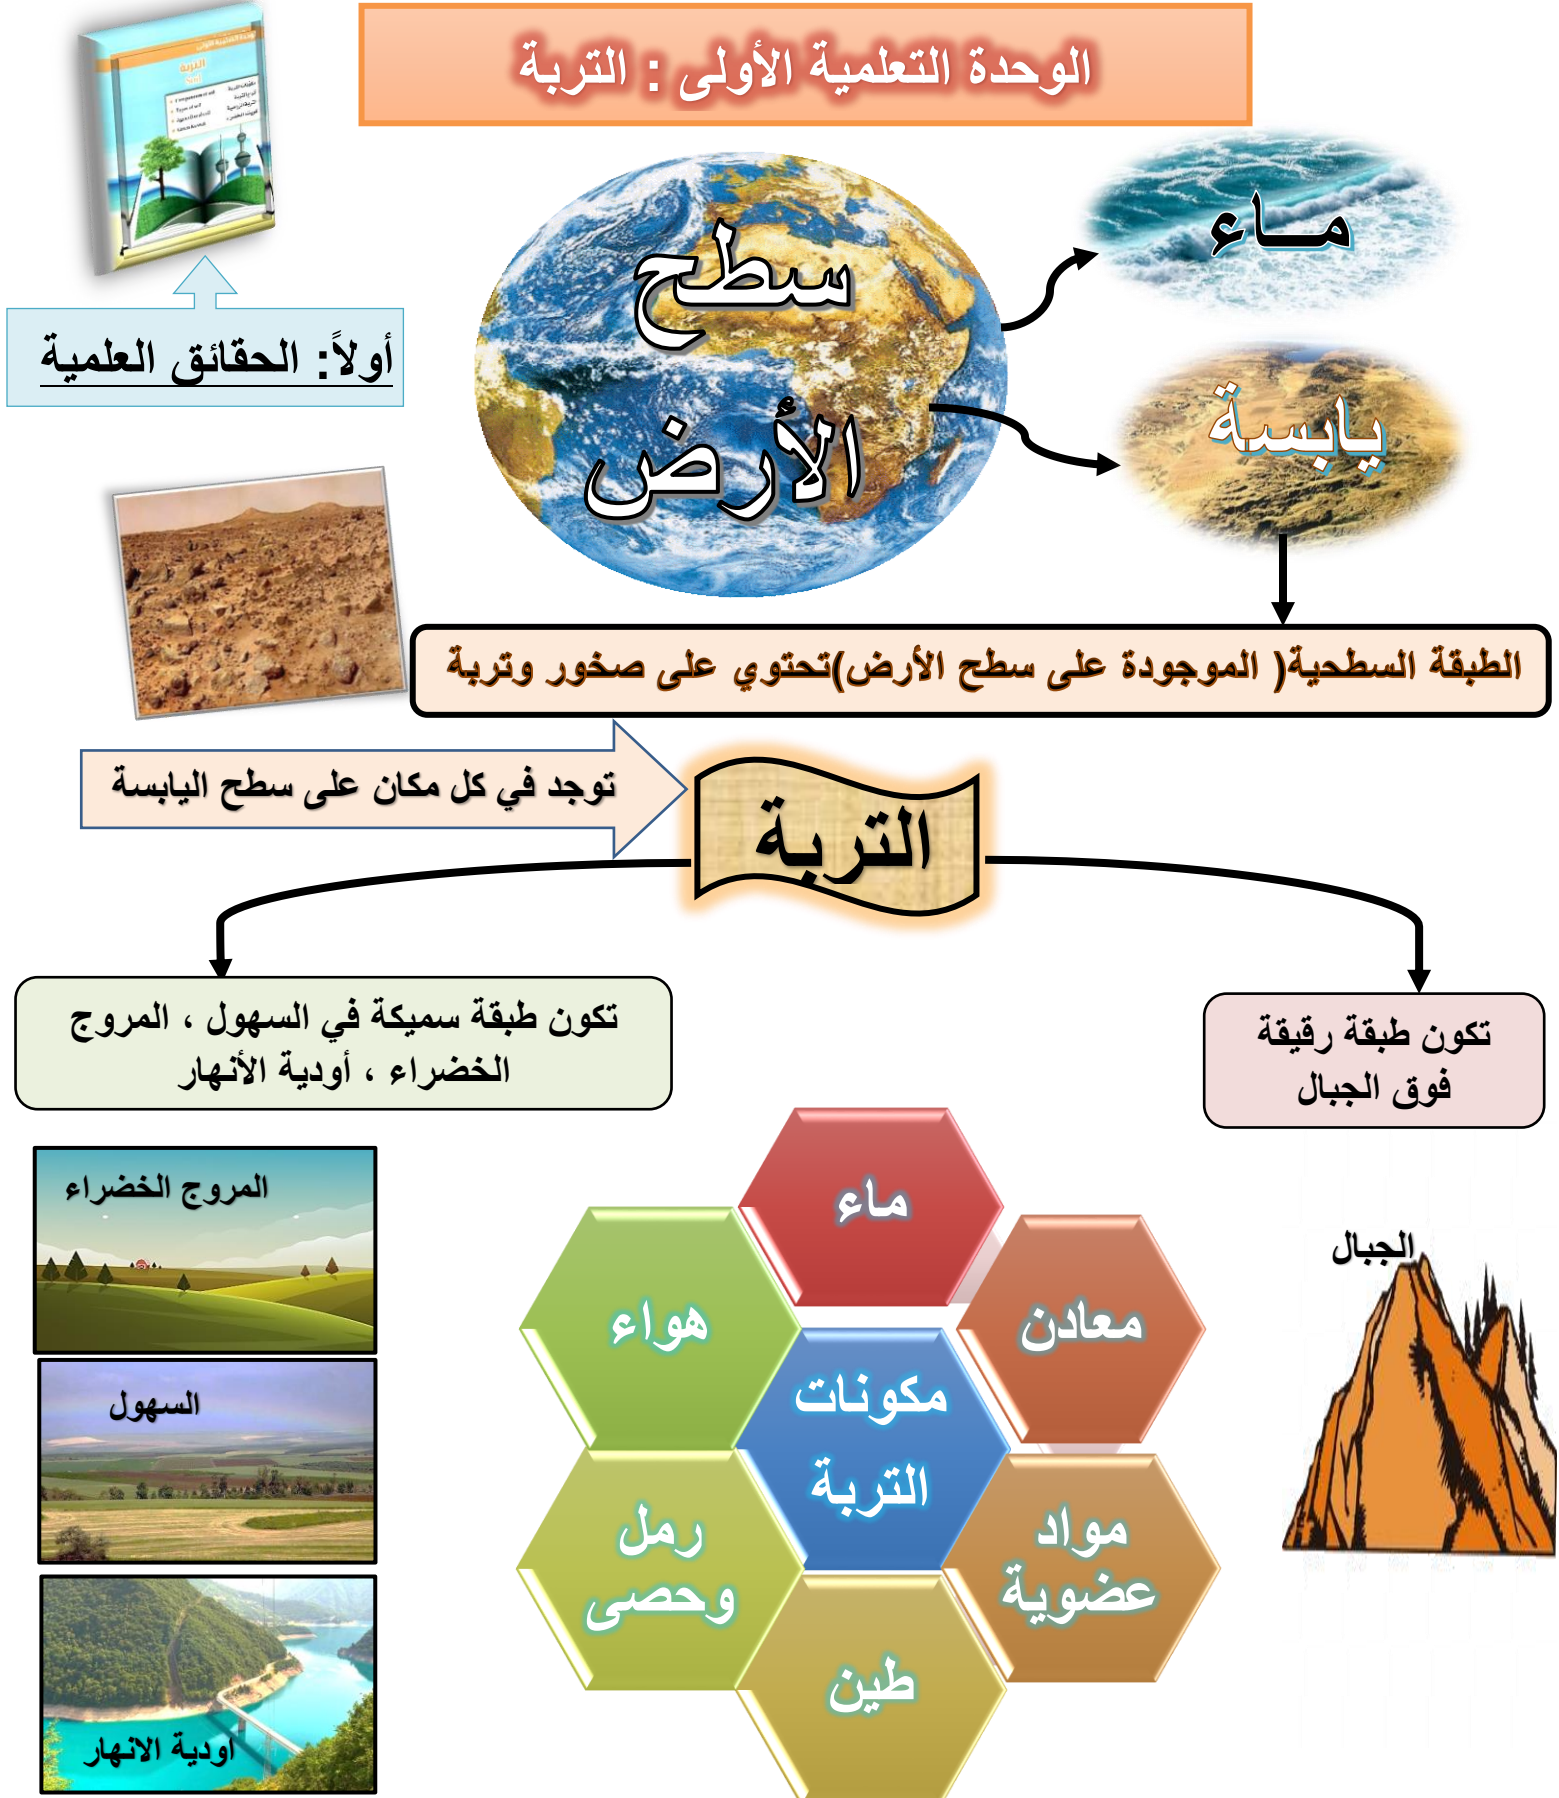 الوحدة التعلمية الأولى : التربة
التربة
Soil
أولاً: الحقائق العلمية
سطح
الأرض
ماء
يابسة
الطبقة السطحية( الموجودة على سطح الأرض)تحتوي على صخور وتربة
توجد في كل مكان على سطح اليابسة
التربة
تكون طبقة رقيقة
فوق الجبال
تكون طبقة سميكة في السهول ، المروج
الخضراء ، أودية الأنهار
الجبال
المروج الخضراء
السهول
اودية الانهار
مكونات
التربة
ماء
معادن
مواد
عضوية
طين
رمل
وحصى
هواء